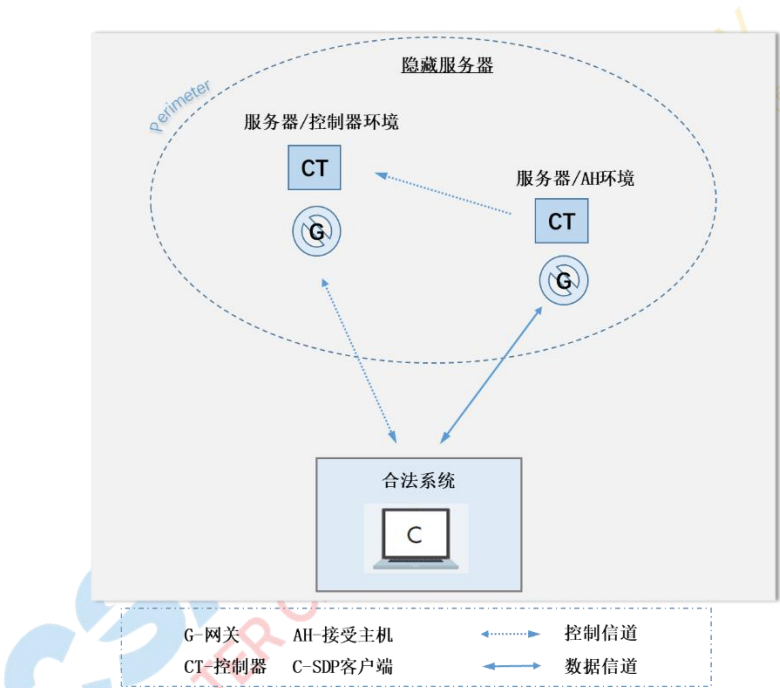 隐藏服务器
Perimeter
服务器/控制器环境
CT
服务器/AH环境
G
CT
G
合法系统
C
G-网关 AH-接受主机 控制信道
CT-控制器 C-SDP客户端 数据信道